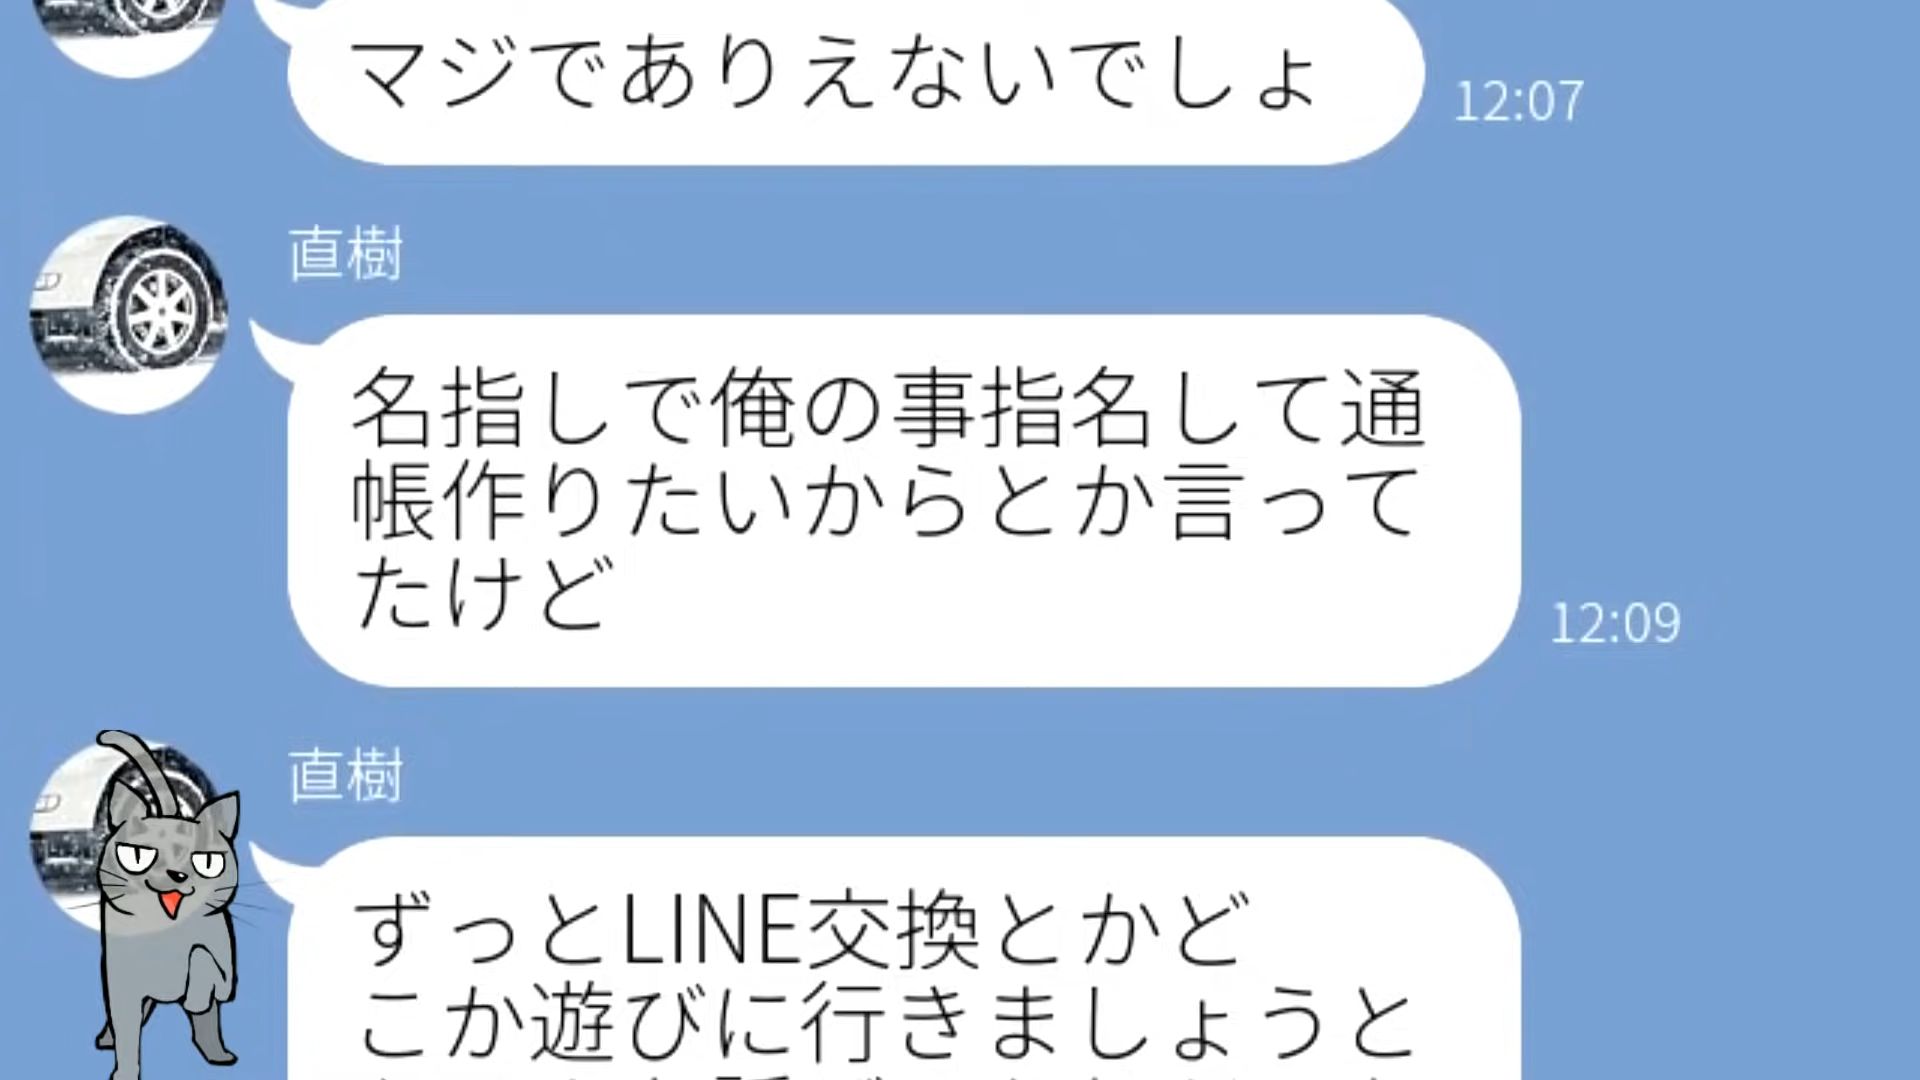 マジでありえないでしょ
12:07
直樹
名指しで俺の事指名して通
帳作りたいからとか言って
たけど
12:09
直樹
ずっとLINE交換とかど
こか遊びに行きましょうと